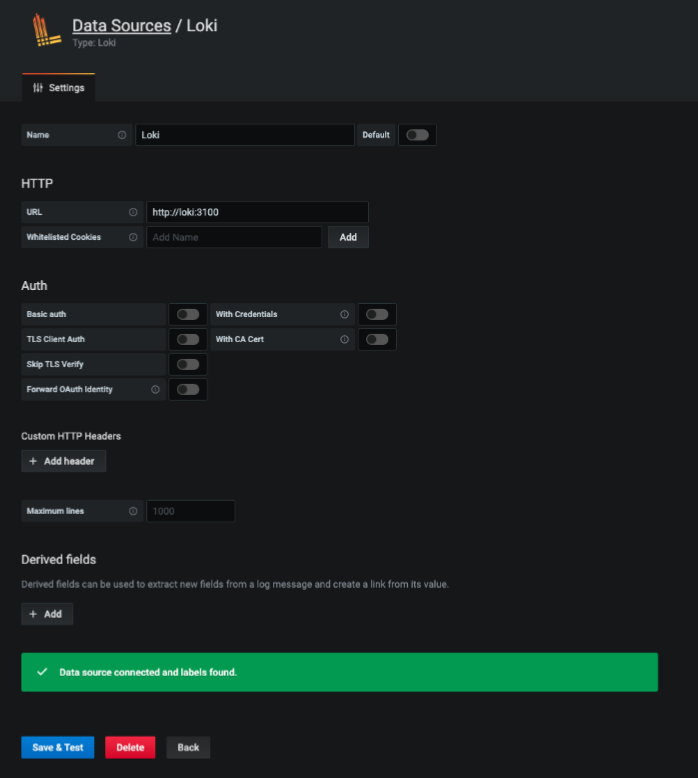 Data Sources / Loki
Type: Loki
Settings
Name Loki Default
HTTP
URL http://loki:3100
Whitelisted Cookies Add Name Add
Auth
Basic auth With Credentials
TLS Client Auth With CA Cert
Skip TLS Verify
Forward OAuth Identity
Custom HTTP Headers
+ Add header
Maximum lines 1000
Derived fields
Derived fields can be used to extract new fields from a log message and create a link from its value.
+ Add
Data source connected and labels found.
Save & Test Delete Back